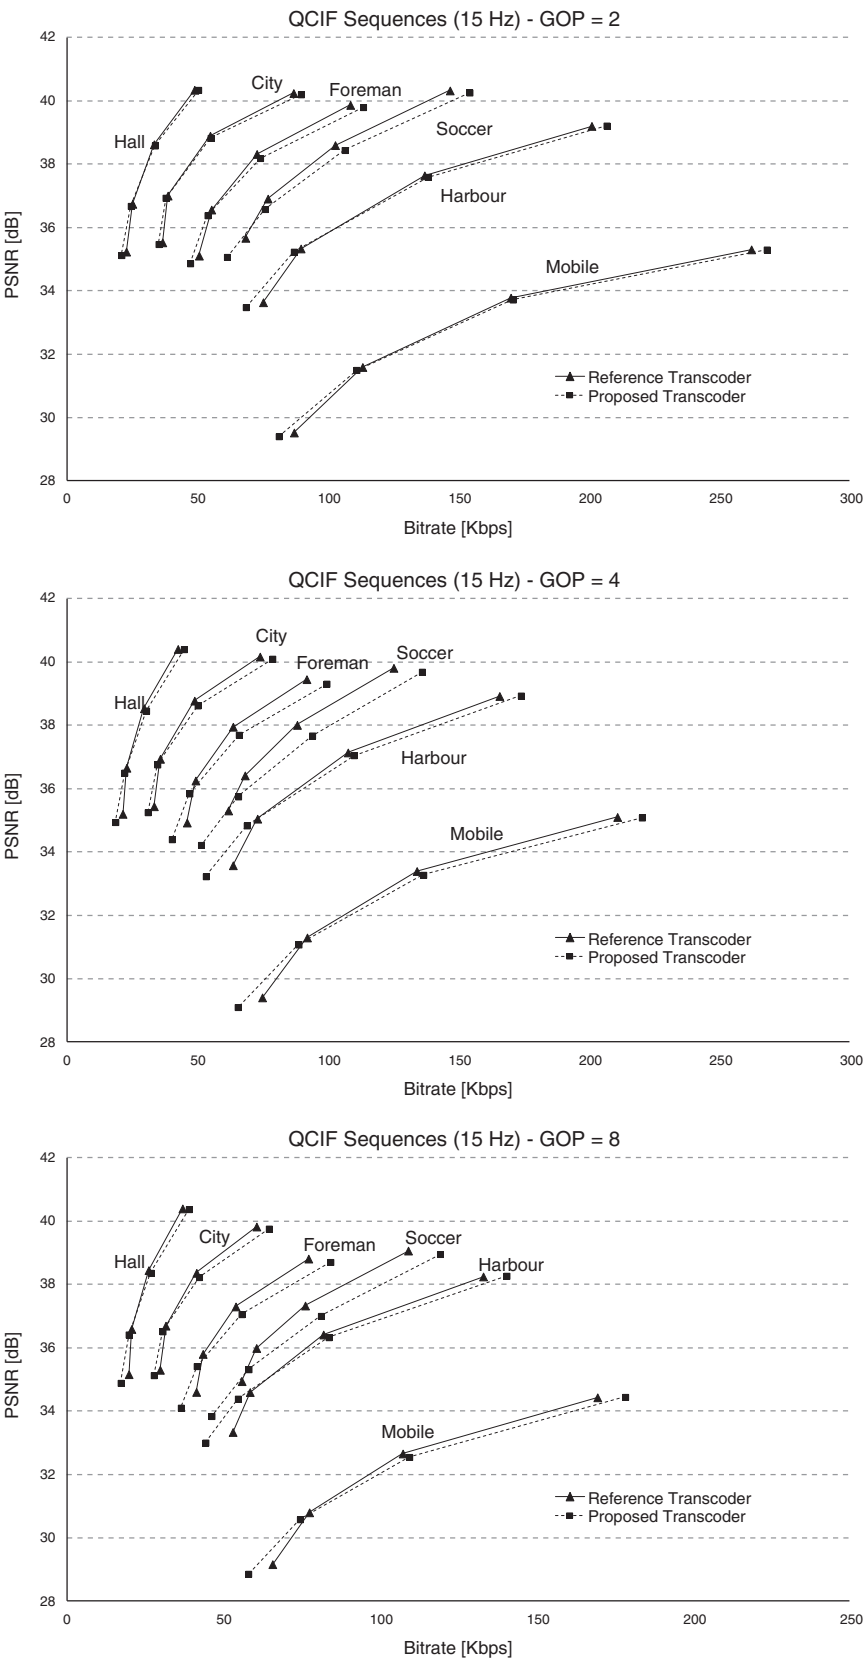 QCIF Sequences (15 Hz) - GOP = 2
42
40
38
36
34
32
30
28
PSNR [dB]
Hall
City
Foreman
Soccer
Harbour
Mobile
Reference Transcoder
Proposed Transcoder
0 50 100 150 200 250 300
Bitrate [Kbps]
QCIF Sequences (15 Hz) - GOP = 4
42
40
38
36
34
32
30
28
PSNR [dB]
Hall
City
Foreman
Soccer
Harbour
Mobile
Reference Transcoder
Proposed Transcoder
0 50 100 150 200 250 300
Bitrate [Kbps]
QCIF Sequences (15 Hz) - GOP = 8
42
40
38
36
34
32
30
28
PSNR [dB]
Hall
City
Foreman
Soccer
Harbour
Mobile
Reference Transcoder
Proposed Transcoder
0 50 100 150 200 250
Bitrate [Kbps]